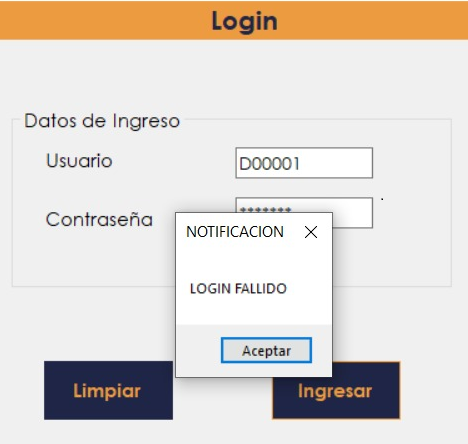 Login
Datos de Ingreso
Usuario
D00001
Contraseña
*******
NOTIFICACION
LOGIN FALLIDO
Aceptar
Limpiar
Ingresar